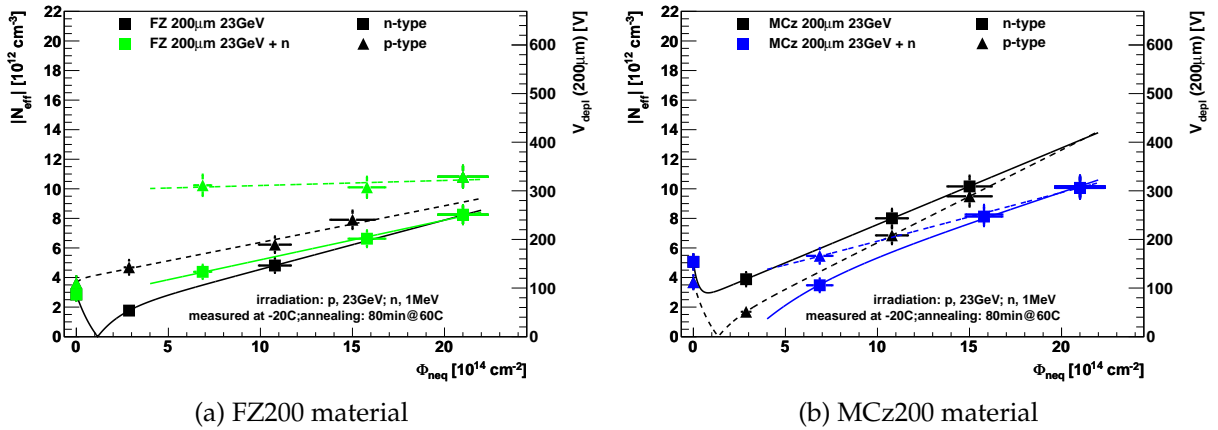 FZ 200μm 23GeV
FZ 200μm 23GeV + n
n-type
p-type
|N_eff| [10^12 cm^-3]
22
20
18
16
14
12
10
8
6
4
2
0
V_depl (200μm) [V]
600
500
400
300
200
100
0
irradiation: p, 23GeV; n, 1MeV
measured at -20C;annealing: 80min@60C
0 5 10 15 20
Φ_neq [10^14 cm^-2]
(a) FZ200 material
MCz 200μm 23GeV
MCz 200μm 23GeV + n
n-type
p-type
|N_eff| [10^12 cm^-3]
22
20
18
16
14
12
10
8
6
4
2
0
V_depl (200μm) [V]
600
500
400
300
200
100
0
irradiation: p, 23GeV; n, 1MeV
measured at -20C;annealing: 80min@60C
0 5 10 15 20
Φ_neq [10^14 cm^-2]
(b) MCz200 material